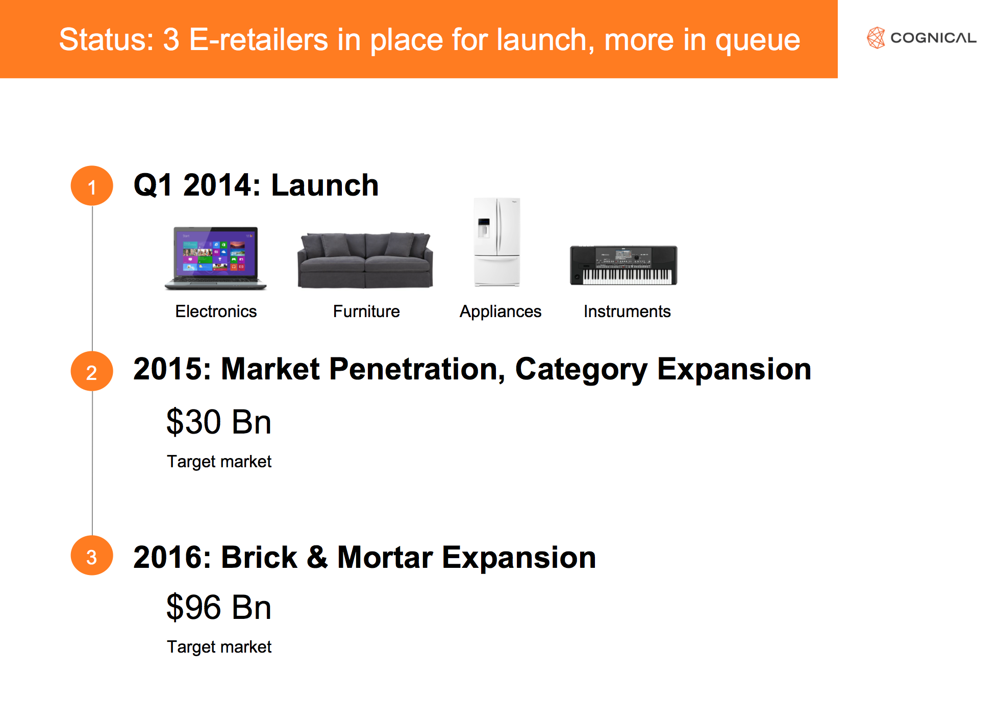 Status: 3 E-retailers in place for launch, more in queue
COGNICAL
1
Q1 2014: Launch
Start
Electronics
Furniture
Appliances
Instruments
2
2015: Market Penetration, Category Expansion
$30 Bn
Target market
3
2016: Brick & Mortar Expansion
$96 Bn
Target market